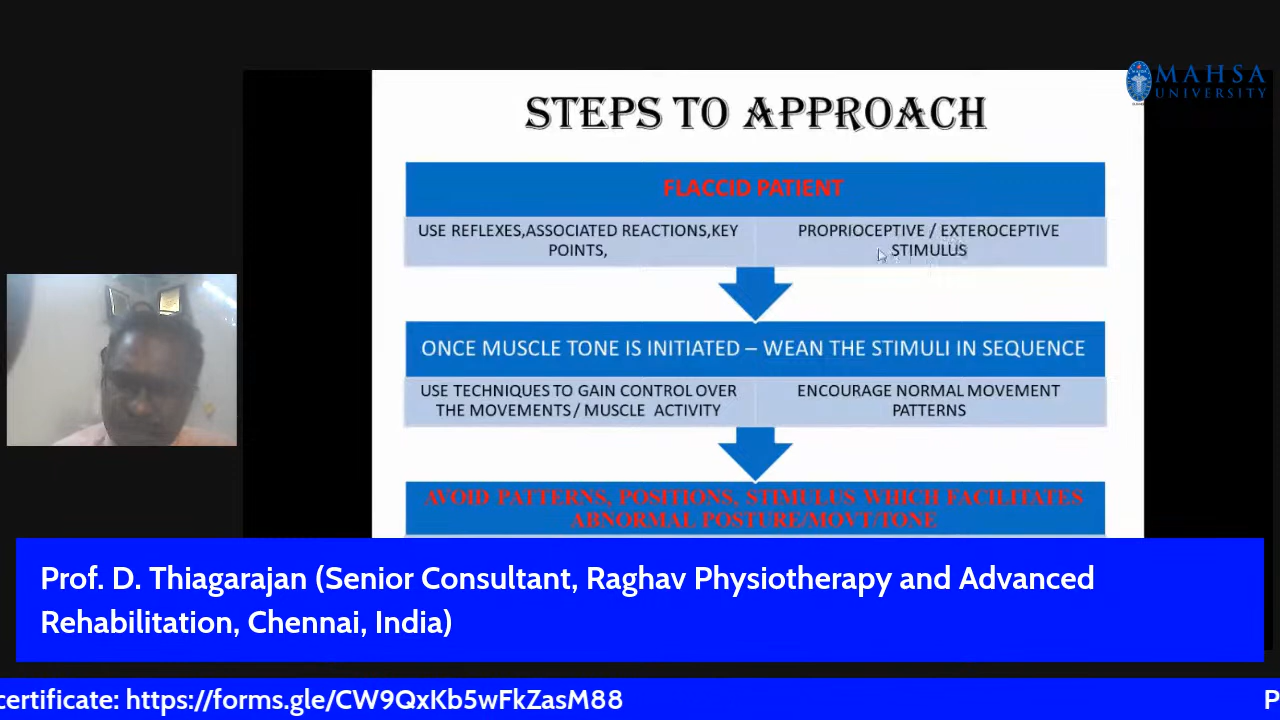 MAHSA
UNIVERSITY
STEPS TO APPROACH
FLACCID PATIENT
USE REFLEXES,ASSOCIATED REACTIONS,KEY
POINTS,
PROPRIOCEPTIVE / EXTEROCEPTIVE
STIMULUS
ONCE MUSCLE TONE IS INITIATED – WEAN THE STIMULI IN SEQUENCE
USE TECHNIQUES TO GAIN CONTROL OVER
THE MOVEMENTS / MUSCLE ACTIVITY
ENCOURAGE NORMAL MOVEMENT
PATTERNS
AVOID PATTERNS, POSITIONS, STIMULUS WHICH FACILITATES
ABNORMAL POSTURE/MOVT/TONE
Prof. D. Thiagarajan (Senior Consultant, Raghav Physiotherapy and Advanced
Rehabilitation, Chennai, India)
certificate: https://forms.gle/CW9QxKb5wFkZasM88
P